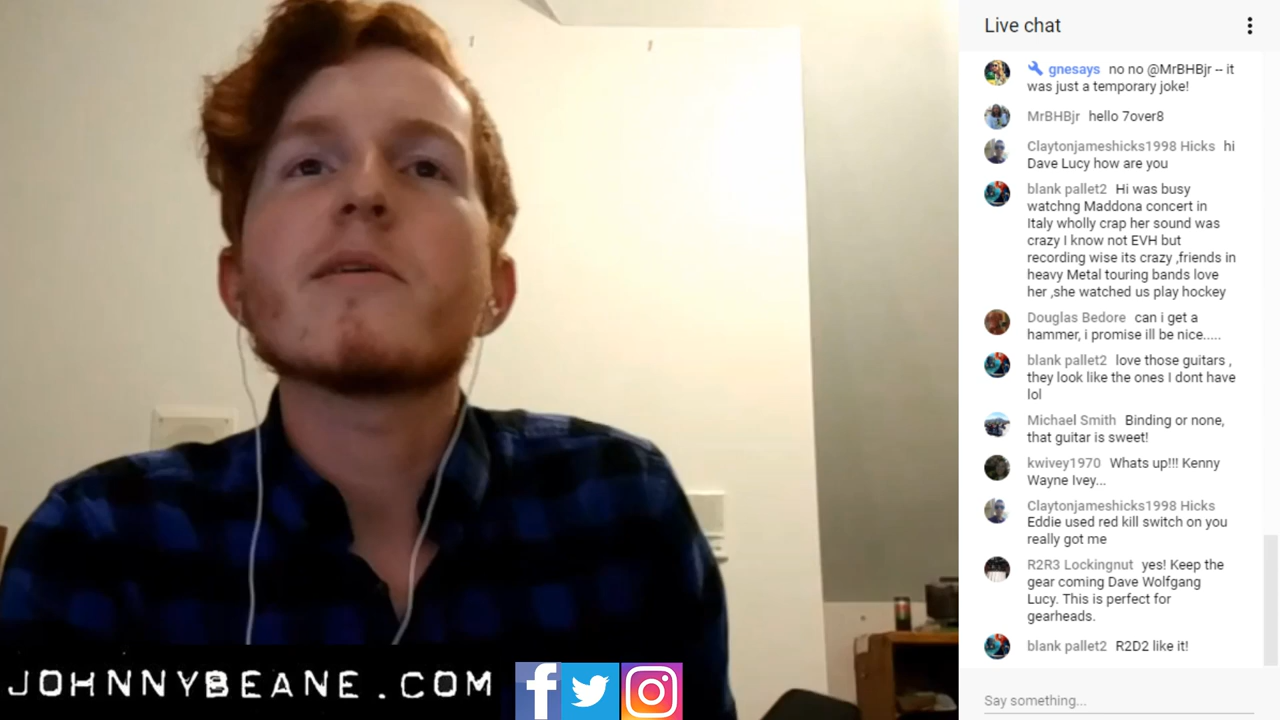 Live chat
gnesays no no @MrBHBjr -- it
was just a temporary joke!
MrBHBjr hello 7over8
Claytonjameshicks1998 Hicks hi
Dave Lucy how are you
blank pallet2 Hi was busy
watchng Maddona concert in
Italy wholly crap her sound was
crazy I know not EVH but
recording wise its crazy ,friends in
heavy Metal touring bands love
her ,she watched us play hockey
Douglas Bedore can i get a
hammer, i promise ill be nice.....
blank pallet2 love those guitars ,
they look like the ones I dont have
lol
Michael Smith Binding or none,
that guitar is sweet!
kwivey1970 Whats up!!! Kenny
Wayne Ivey...
Claytonjameshicks1998 Hicks
Eddie used red kill switch on you
really got me
R2R3 Lockingnut yes! Keep the
gear coming Dave Wolfgang
Lucy. This is perfect for
gearheads.
blank pallet2 R2D2 like it!
Say something...
JOHNNYBEANE.COM